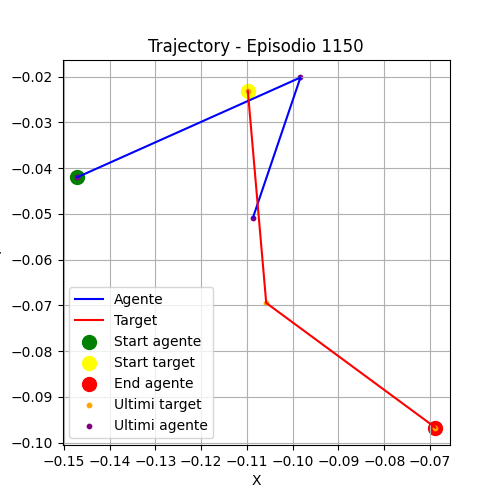 Trajectory - Episodio 1150
−0.02
−0.03
−0.04
−0.05
−0.06
−0.07
−0.08
−0.09
−0.10
Agente
Target
Start agente
Start target
End agente
Ultimi target
Ultimi agente
−0.15 −0.14 −0.13 −0.12 −0.11 −0.10 −0.09 −0.08 −0.07
X